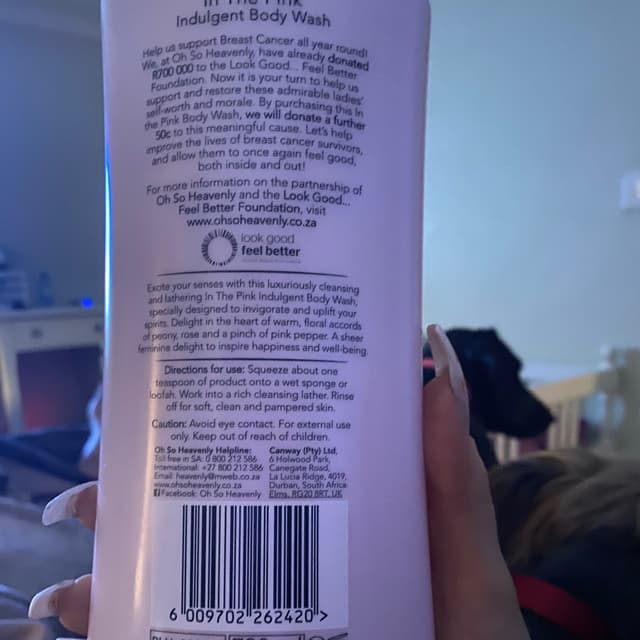 In The Pink
Indulgent Body Wash
Help us support Breast Cancer all year round!
We, at Oh So Heavenly, have already donated
R700 000 to the Look Good... Feel Better
Foundation. Now it is your turn to help us
support and restore these admirable ladies'
self-worth and morale. By purchasing this In
the Pink Body Wash, we will donate a further
50c to this meaningful cause. Let's help
improve the lives of breast cancer survivors,
and allow them to once again feel good,
both inside and out!
For more information on the partnership of
Oh So Heavenly and the Look Good...
Feel Better Foundation, visit
www.ohsoheavenly.co.za
look good
feel better
Excite your senses with this luxuriously cleansing
and lathering In The Pink Indulgent Body Wash,
specially designed to invigorate and uplift your
spirits. Delight in the heart of warm, floral accords
of peony, rose and a pinch of pink pepper. A sheer
feminine delight to inspire happiness and well-being.
Directions for use: Squeeze about one
teaspoon of product onto a wet sponge or
loofah. Work into a rich cleansing lather. Rinse
off for soft, clean and pampered skin.
Caution: Avoid eye contact. For external use
only. Keep out of reach of children.
Oh So Heavenly Helpline:
Toll-free in SA: 0 800 212 586
International: +27 800 212 586
Email: heavenly@mweb.co.za
www.ohsoheavenly.co.za
Facebook: Oh So Heavenly
Canway (Pty) Ltd.
6 Holwood Park,
Canegate Road,
La Lucia Ridge, 4019,
Durban, South Africa
Elms, RG20 8RT, UK
6 009702 262420 >